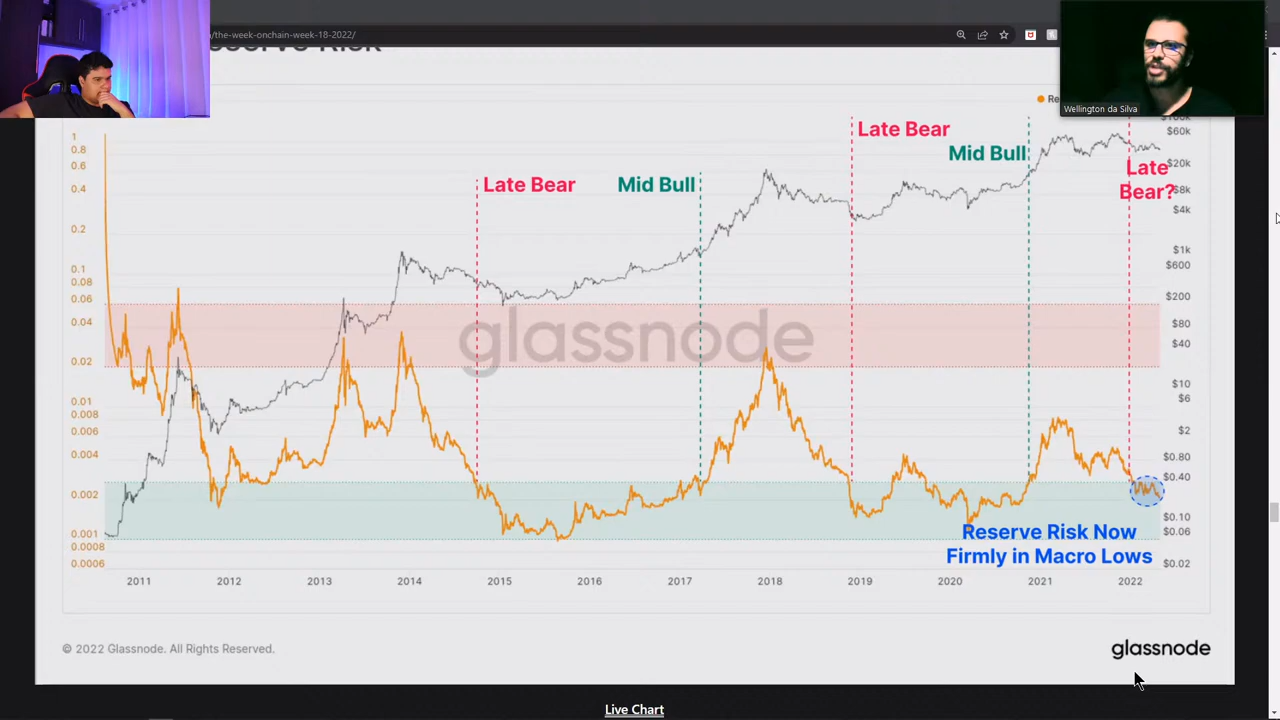 /the-week-onchain-week-18-2022/
Wellington da Silva
Late Bear
Mid Bull
Late Bear
Mid Bull
Late
Bear?
1
0.8
0.6
0.4
0.2
0.1
0.08
0.06
0.04
0.02
0.01
0.008
0.006
0.004
0.002
0.001
0.0008
0.0006
$100k
$60k
$20k
$8k
$4k
$1k
$600
$200
$80
$40
$10
$6
$2
$0.80
$0.40
$0.10
$0.06
$0.02
glassnode
Reserve Risk Now
Firmly in Macro Lows
2011 2012 2013 2014 2015 2016 2017 2018 2019 2020 2021 2022
© 2022 Glassnode. All Rights Reserved.
glassnode
Live Chart